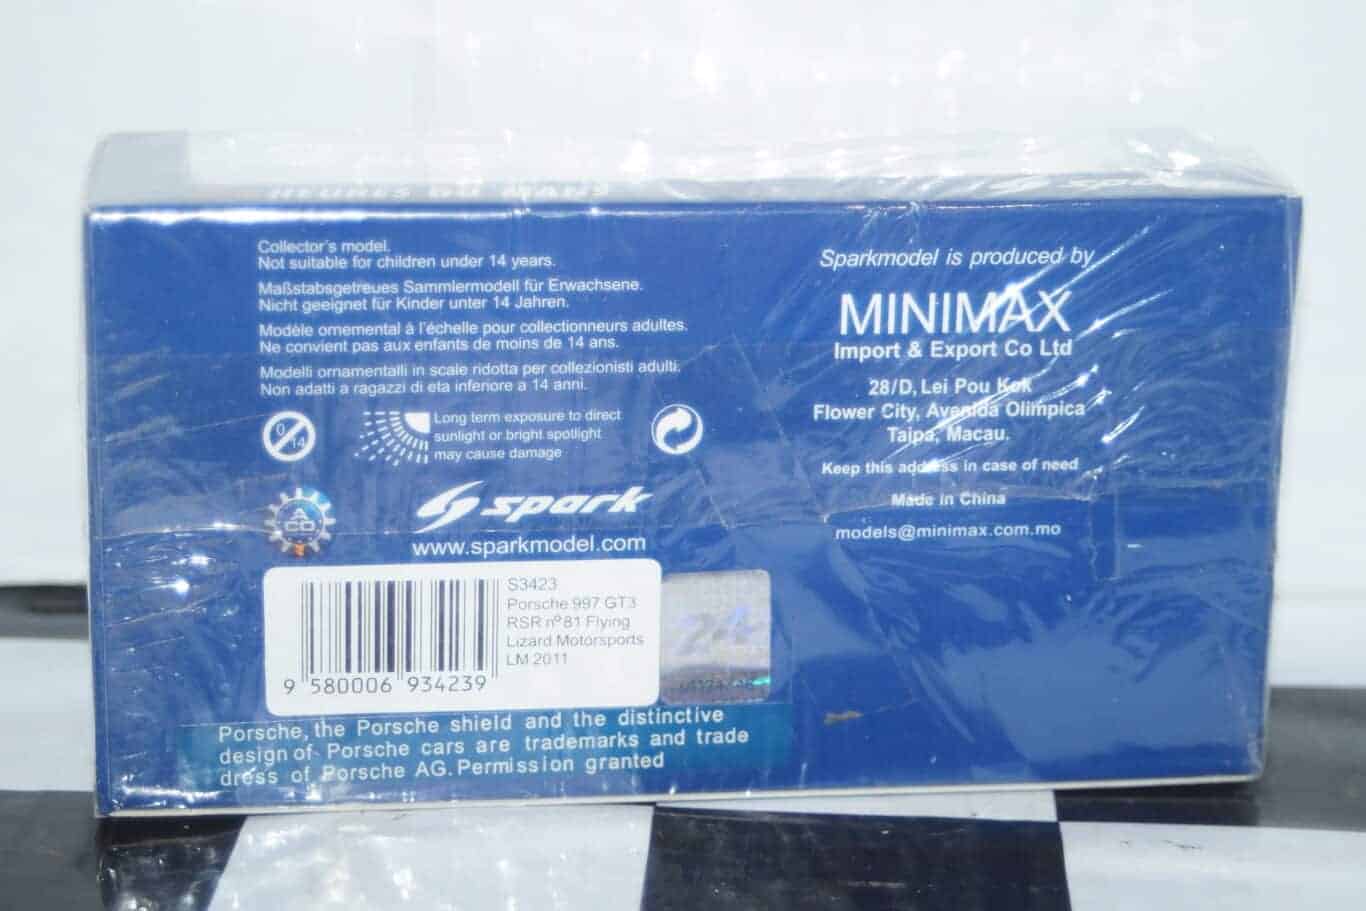 HEURES DU MANS
spark
Collector's model.
Not suitable for children under 14 years.
Maßstabsgetreues Sammlermodell für Erwachsene.
Nicht geeignet für Kinder unter 14 Jahren.
Modèle ornemental à l'échelle pour collectionneurs adultes.
Ne convient pas aux enfants de moins de 14 ans.
Modelli ornamentalli in scale ridotta per collezionisti adulti.
Non adatti a ragazzi di eta inferiore a 14 anni.
0/14
Long term exposure to direct
sunlight or bright spotlight
may cause damage
ACO
spark
www.sparkmodel.com
S3423
Porsche 997 GT3
RSR nº81 Flying
Lizard Motorsports
LM 2011
9 580006 934239
24
Porsche, the Porsche shield and the distinctive
design of Porsche cars are trademarks and trade
dress of Porsche AG. Permission granted
Sparkmodel is produced by
MINIMAX
Import & Export Co Ltd
28/D, Lei Pou Kok
Flower City, Avenida Olimpica
Taipa, Macau.
Keep this address in case of need
Made in China
models@minimax.com.mo